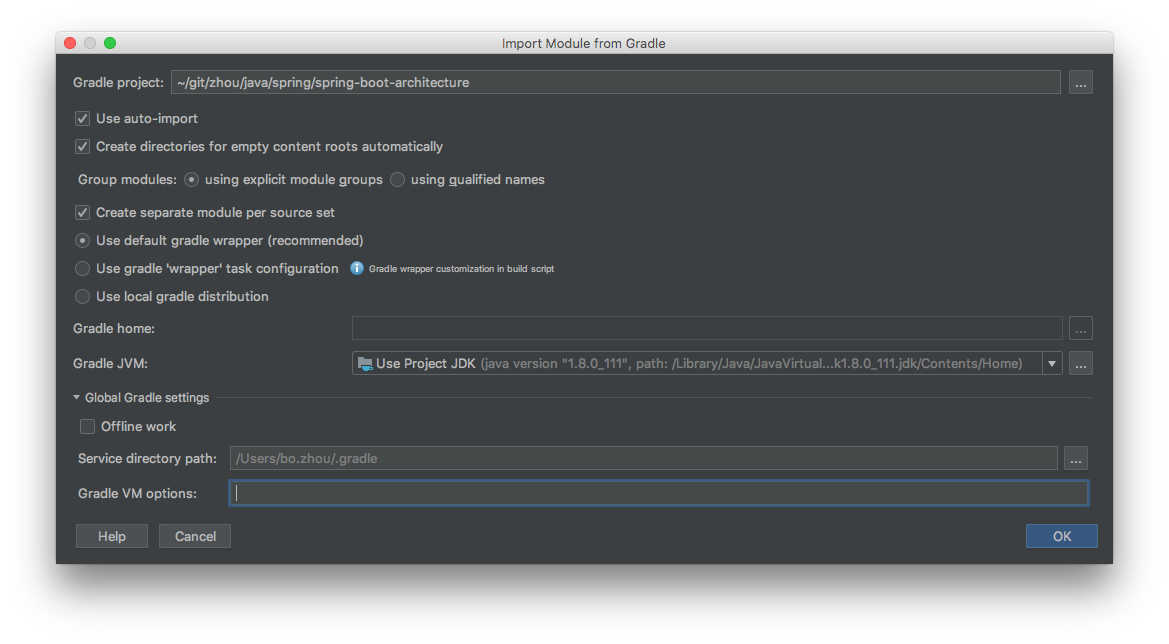 Import Module from Gradle
Gradle project: ~/git/zhou/java/spring/spring-boot-architecture ...
Use auto-import
Create directories for empty content roots automatically
Group modules: using explicit module groups using qualified names
Create separate module per source set
Use default gradle wrapper (recommended)
Use gradle 'wrapper' task configuration Gradle wrapper customization in build script
Use local gradle distribution
Gradle home: ...
Gradle JVM: Use Project JDK (java version "1.8.0_111", path: /Library/Java/JavaVirtual...k1.8.0_111.jdk/Contents/Home) ...
Global Gradle settings
Offline work
Service directory path: /Users/bo.zhou/.gradle ...
Gradle VM options:
Help Cancel OK